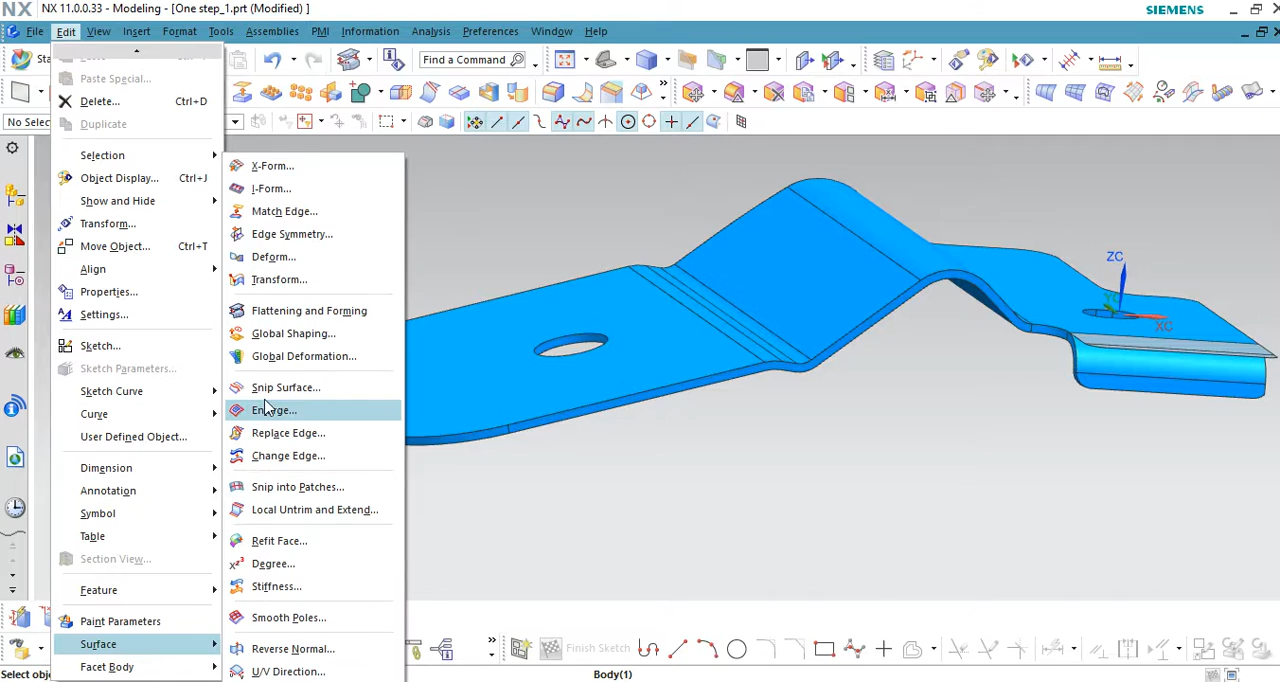 NX
NX 11.0.0.33 - Modeling - [One step_1.prt (Modified) ]
SIEMENS
File Edit View Insert Format Tools Assemblies PMI Information Analysis Preferences Window Help
Find a Command
Paste Special...
Delete... Ctrl+D
Duplicate
Selection
Object Display... Ctrl+J
Show and Hide
Transform...
Move Object... Ctrl+T
Align
Properties...
Settings...
Sketch...
Sketch Parameters...
Sketch Curve
Curve
User Defined Object...
Dimension
Annotation
Symbol
Table
Section View...
Feature
Paint Parameters
Surface
Facet Body
X-Form...
I-Form...
Match Edge...
Edge Symmetry...
Deform...
Transform...
Flattening and Forming
Global Shaping...
Global Deformation...
Snip Surface...
Replace Edge...
Change Edge...
Snip into Patches...
Local Untrim and Extend...
Refit Face...
Degree...
Stiffness...
Smooth Poles...
Reverse Normal...
U/V Direction...
ZC
YC
XC
Finish Sketch
Body(1)